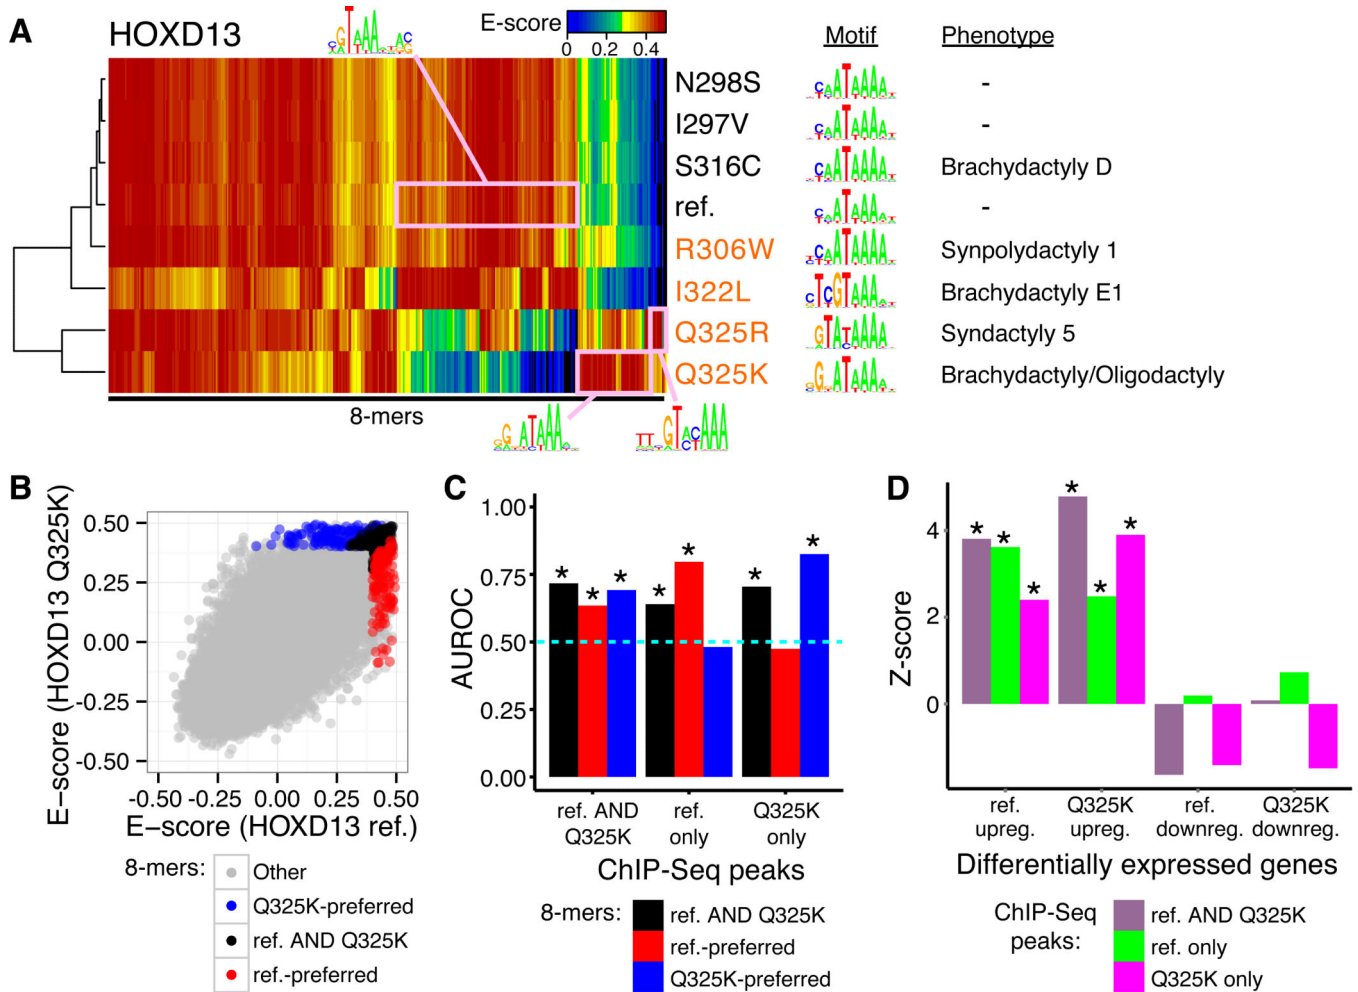 A
HOXD13
E-score
0 0.2 0.4
Motif
Phenotype
N298S -
I297V -
S316C Brachydactyly D
ref. -
R306W Synpolydactyly 1
I322L Brachydactyly E1
Q325R Syndactyly 5
Q325K Brachydactyly/Oligodactyly
8-mers
B
E-score (HOXD13 Q325K)
0.50
0.25
0.00
-0.25
-0.50
-0.50 -0.25 0.00 0.25 0.50
E-score (HOXD13 ref.)
8-mers:
Other
Q325K-preferred
ref. AND Q325K
ref.-preferred
C
AUROC
1.00
0.75
0.50
0.25
0.00
* * * * * * *
ref. AND Q325K
ref. only
Q325K only
ChIP-Seq peaks
8-mers:
ref. AND Q325K
ref.-preferred
Q325K-preferred
D
Z-score
4
2
0
* * * * * *
ref. upreg.
Q325K upreg.
ref. downreg.
Q325K downreg.
Differentially expressed genes
ChIP-Seq peaks:
ref. AND Q325K
ref. only
Q325K only